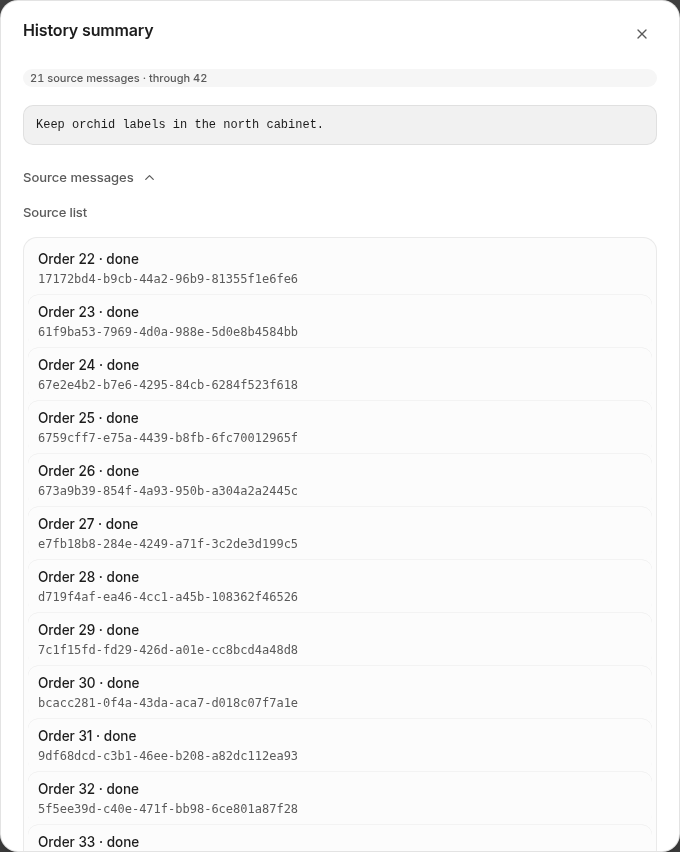 History summary
21 source messages · through 42
Keep orchid labels in the north cabinet.
Source messages
Source list
Order 22 · done
17172bd4-b9cb-44a2-96b9-81355f1e6fe6
Order 23 · done
61f9ba53-7969-4d0a-988e-5d0e8b4584bb
Order 24 · done
67e2e4b2-b7e6-4295-84cb-6284f523f618
Order 25 · done
6759cff7-e75a-4439-b8fb-6fc70012965f
Order 26 · done
673a9b39-854f-4a93-950b-a304a2a2445c
Order 27 · done
e7fb18b8-284e-4249-a71f-3c2de3d199c5
Order 28 · done
d719f4af-ea46-4cc1-a45b-108362f46526
Order 29 · done
7c1f15fd-fd29-426d-a01e-cc8bcd4a48d8
Order 30 · done
bcacc281-0f4a-43da-aca7-d018c07f7a1e
Order 31 · done
9df68dcd-c3b1-46ee-b208-a82dc112ea93
Order 32 · done
5f5ee39d-c40e-471f-bb98-6ce801a87f28
Order 33 · done